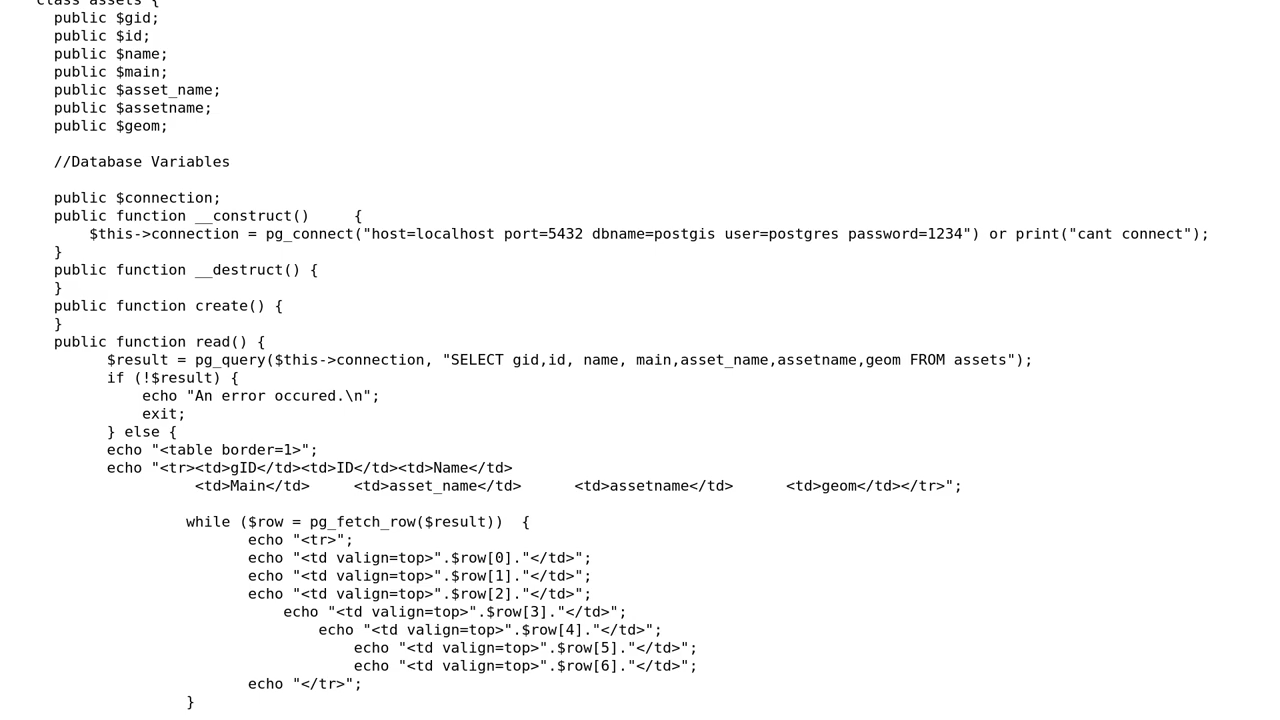 class assets {
public $gid;
public $id;
public $name;
public $main;
public $asset_name;
public $assetname;
public $geom;
//Database Variables
public $connection;
public function __construct()     {
$this->connection = pg_connect("host=localhost port=5432 dbname=postgis user=postgres password=1234") or print("cant connect");
}
public function __destruct() {
}
public function create() {
}
public function read() {
$result = pg_query($this->connection, "SELECT gid,id, name, main,asset_name,assetname,geom FROM assets");
if (!$result) {
echo "An error occured.\n";
exit;
} else {
echo "<table border=1>";
echo "<tr><td>gID</td><td>ID</td><td>Name</td>
<td>Main</td>     <td>asset_name</td>      <td>assetname</td>      <td>geom</td></tr>";
while ($row = pg_fetch_row($result))  {
echo "<tr>";
echo "<td valign=top>".$row[0]."</td>";
echo "<td valign=top>".$row[1]."</td>";
echo "<td valign=top>".$row[2]."</td>";
echo "<td valign=top>".$row[3]."</td>";
echo "<td valign=top>".$row[4]."</td>";
echo "<td valign=top>".$row[5]."</td>";
echo "<td valign=top>".$row[6]."</td>";
echo "</tr>";
}